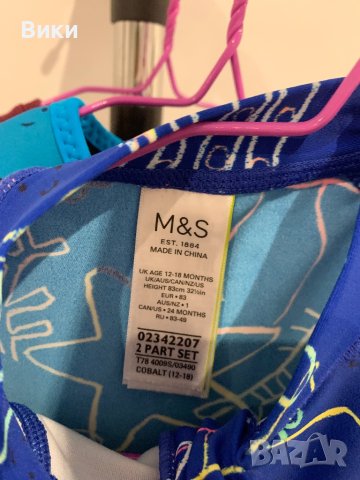 Вики
M&S
EST. 1884
MADE IN CHINA
UK AGE 12-18 MONTHS
UK/AUS/CAN/NZ/US
HEIGHT 83cm 32½in
EUR • 83
AUS/NZ • 1
CAN/US • 24 MONTHS
RU • 83-49
02342207
2 PART SET
T78 4009S/03490
COBALT (12-18)
BAZAR